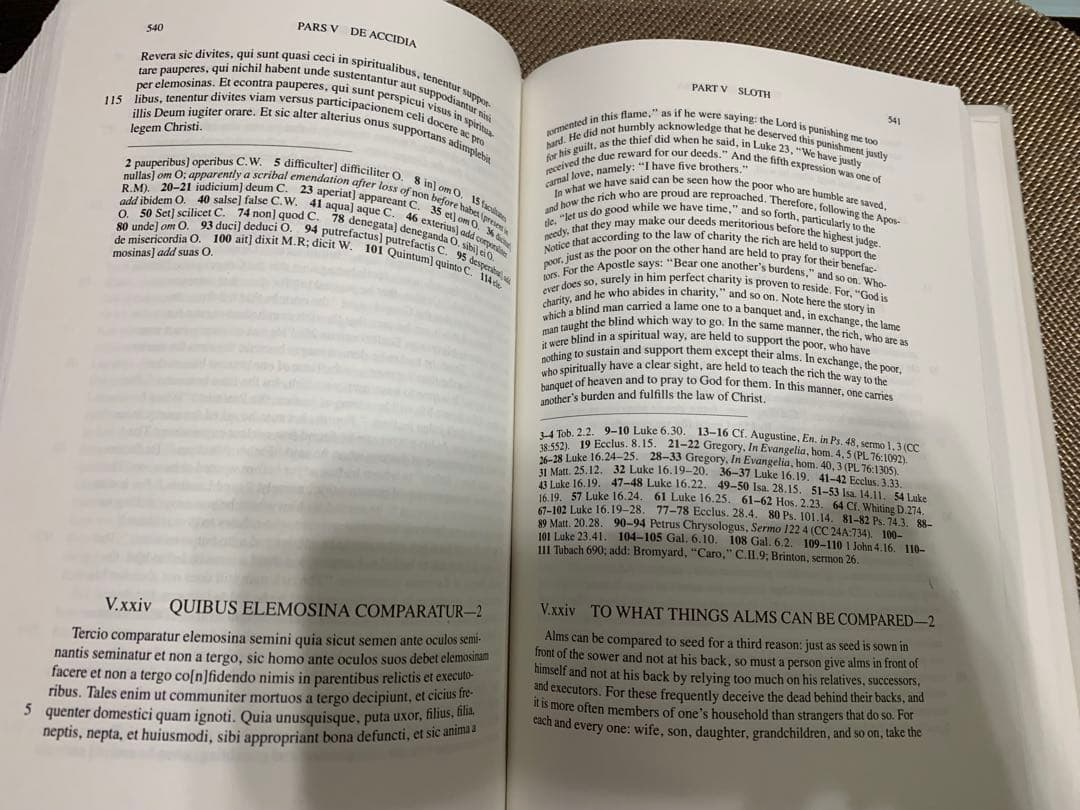 540 PARS V DE ACCIDIA
Revera sic divites, qui sunt quasi ceci in spiritualibus, tenentur suppor-
tare pauperes, qui nichil habent unde sustentantur aut suppodiantur nisi
per elemosinas. Et econtra pauperes, qui sunt perspicui visus in spiritua-
115 libus, tenentur divites viam versus participacionem celi docere ac pro
illis Deum iugiter orare. Et sic alter alterius onus supportans adimplebit
legem Christi.
2 pauperibus] operibus C.W. 5 difficulter] difficiliter O. 8 in] om O. 15 facultates
nullas] om O; apparently a scribal emendation after loss of non before habet (present in
R.M). 20–21 iudicium] deum C. 23 aperiat] appareant C. 35 et] om O. 36
add ibidem O. 40 salse] false C.W. 41 aqua] aque C. 46 exterius] add corporaliter
O. 50 Set] scilicet C. 74 non] quod C. 78 denegata] deneganda O. sibi] ei O.
80 unde] om O. 93 duci] deduci O. 94 putrefactus] putrefactis C. 95 desperabat] add
de misericordia O. 100 ait] dixit M.R; dicit W. 101 Quintum] quinto C. 114 ele-
mosinas] add suas O.
V.xxiv QUIBUS ELEMOSINA COMPARATUR—2
Tercio comparatur elemosina semini quia sicut semen ante oculos semi-
nantis seminatur et non a tergo, sic homo ante oculos suos debet elemosinam
facere et non a tergo co[n]fidendo nimis in parentibus relictis et executo-
ribus. Tales enim ut communiter mortuos a tergo decipiunt, et cicius fre-
5 quenter domestici quam ignoti. Quia unusquisque, puta uxor, filius, filia,
neptis, nepta, et huiusmodi, sibi appropriant bona defuncti, et sic anima a
PART V SLOTH 541
tormented in this flame,” as if he were saying: the Lord is punishing me too
hard. He did not humbly acknowledge that he deserved this punishment justly
for his guilt, as the thief did when he said, in Luke 23, “We have justly
received the due reward for our deeds.” And the fifth expression was one of
carnal love, namely: “I have five brothers.”
In what we have said can be seen how the poor who are humble are saved,
and how the rich who are proud are reproached. Therefore, following the Apos-
tle, “let us do good while we have time,” and so forth, particularly to the
needy, that they may make our deeds meritorious before the highest judge.
Notice that according to the law of charity the rich are held to support the
poor, just as the poor on the other hand are held to pray for their benefac-
tors. For the Apostle says: “Bear one another’s burdens,” and so on. Who-
ever does so, surely in him perfect charity is proven to reside. For, “God is
charity, and he who abides in charity,” and so on. Note here the story in
which a blind man carried a lame one to a banquet and, in exchange, the lame
man taught the blind which way to go. In the same manner, the rich, who are as
it were blind in a spiritual way, are held to support the poor, who have
nothing to sustain and support them except their alms. In exchange, the poor,
who spiritually have a clear sight, are held to teach the rich the way to the
banquet of heaven and to pray to God for them. In this manner, one carries
another’s burden and fulfills the law of Christ.
3–4 Tob. 2.2. 9–10 Luke 6.30. 13–16 Cf. Augustine, En. in Ps. 48, sermo 1, 3 (CC
38:552). 19 Ecclus. 8.15. 21–22 Gregory, In Evangelia, hom. 4, 5 (PL 76:1092).
26–28 Luke 16.24–25. 28–33 Gregory, In Evangelia, hom. 40, 3 (PL 76:1305).
31 Matt. 25.12. 32 Luke 16.19–20. 36–37 Luke 16.19. 41–42 Ecclus. 3.33.
43 Luke 16.19. 47–48 Luke 16.22. 49–50 Isa. 28.15. 51–53 Isa. 14.11. 54 Luke
16.19. 57 Luke 16.24. 61 Luke 16.25. 61–62 Hos. 2.23. 64 Cf. Whiting D.274.
67–102 Luke 16.19–28. 77–78 Ecclus. 28.4. 80 Ps. 101.14. 81–82 Ps. 74.3. 88–
89 Matt. 20.28. 90–94 Petrus Chrysologus, Sermo 122 4 (CC 24A:734). 100–
101 Luke 23.41. 104–105 Gal. 6.10. 108 Gal. 6.2. 109–110 1 John 4.16. 110–
111 Tubach 690; add: Bromyard, “Caro,” C.II.9; Brinton, sermon 26.
V.xxiv TO WHAT THINGS ALMS CAN BE COMPARED—2
Alms can be compared to seed for a third reason: just as seed is sown in
front of the sower and not at his back, so must a person give alms in front of
himself and not at his back by relying too much on his relatives, successors,
and executors. For these frequently deceive the dead behind their backs, and
it is more often members of one’s household than strangers that do so. For
each and every one: wife, son, daughter, grandchildren, and so on, take the